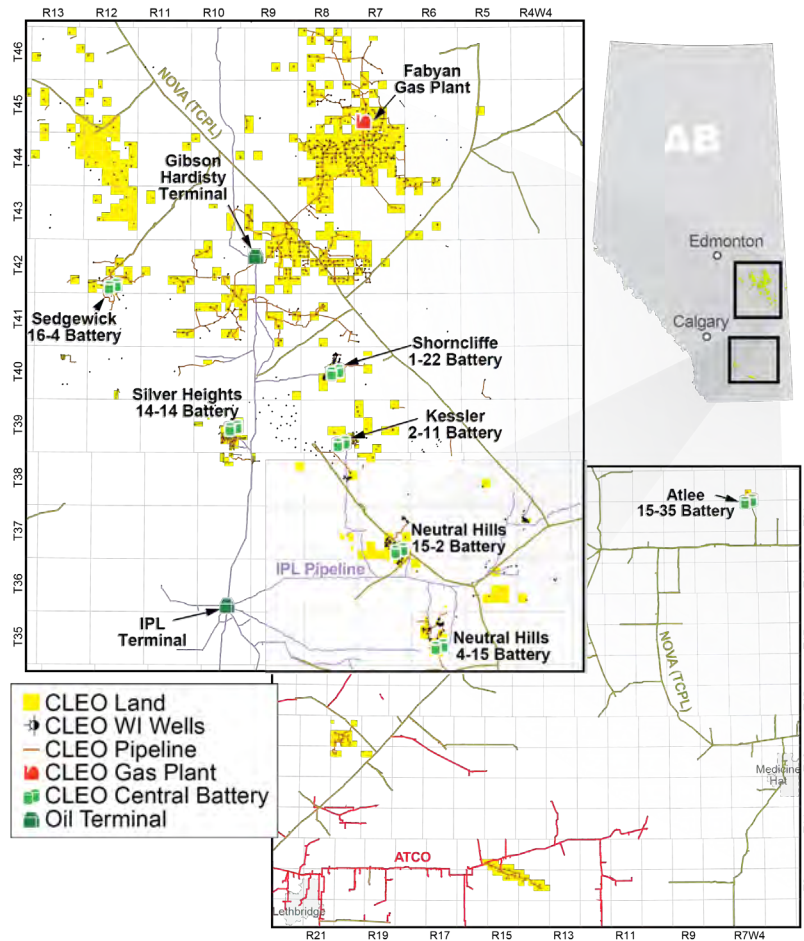 R13 R12 R11 R10 R9 R8 R7 R6 R5 R4W4
T46
T45
T44
T43
T42
T41
T40
T39
T38
T37
T36
T35
NOVA (TCPL)
Fabyan
Gas Plant
Gibson
Hardisty
Terminal
Sedgewick
16-4 Battery
Shorncliffe
1-22 Battery
Silver Heights
14-14 Battery
Kessler
2-11 Battery
Neutral Hills
15-2 Battery
IPL Pipeline
IPL
Terminal
Neutral Hills
4-15 Battery
AB
Edmonton
Calgary
Atlee
15-35 Battery
NOVA (TCPL)
Medicine
Hat
ATCO
Lethbridge
R21 R19 R17 R15 R13 R11 R9 R7W4
CLEO Land
CLEO WI Wells
CLEO Pipeline
CLEO Gas Plant
CLEO Central Battery
Oil Terminal